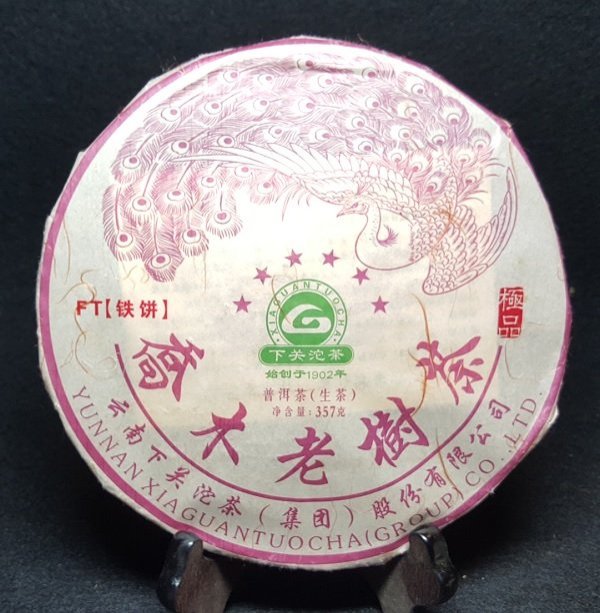 FT【铁饼】
極品
XIAGUANTUOCHA
下关沱茶
始创于1902年
普洱茶（生茶）
净含量：357克
喬木老樹茶
云南下关沱茶（集团）股份有限公司
YUNNAN XIAGUANTUOCHA(GROUP) CO., LTD.